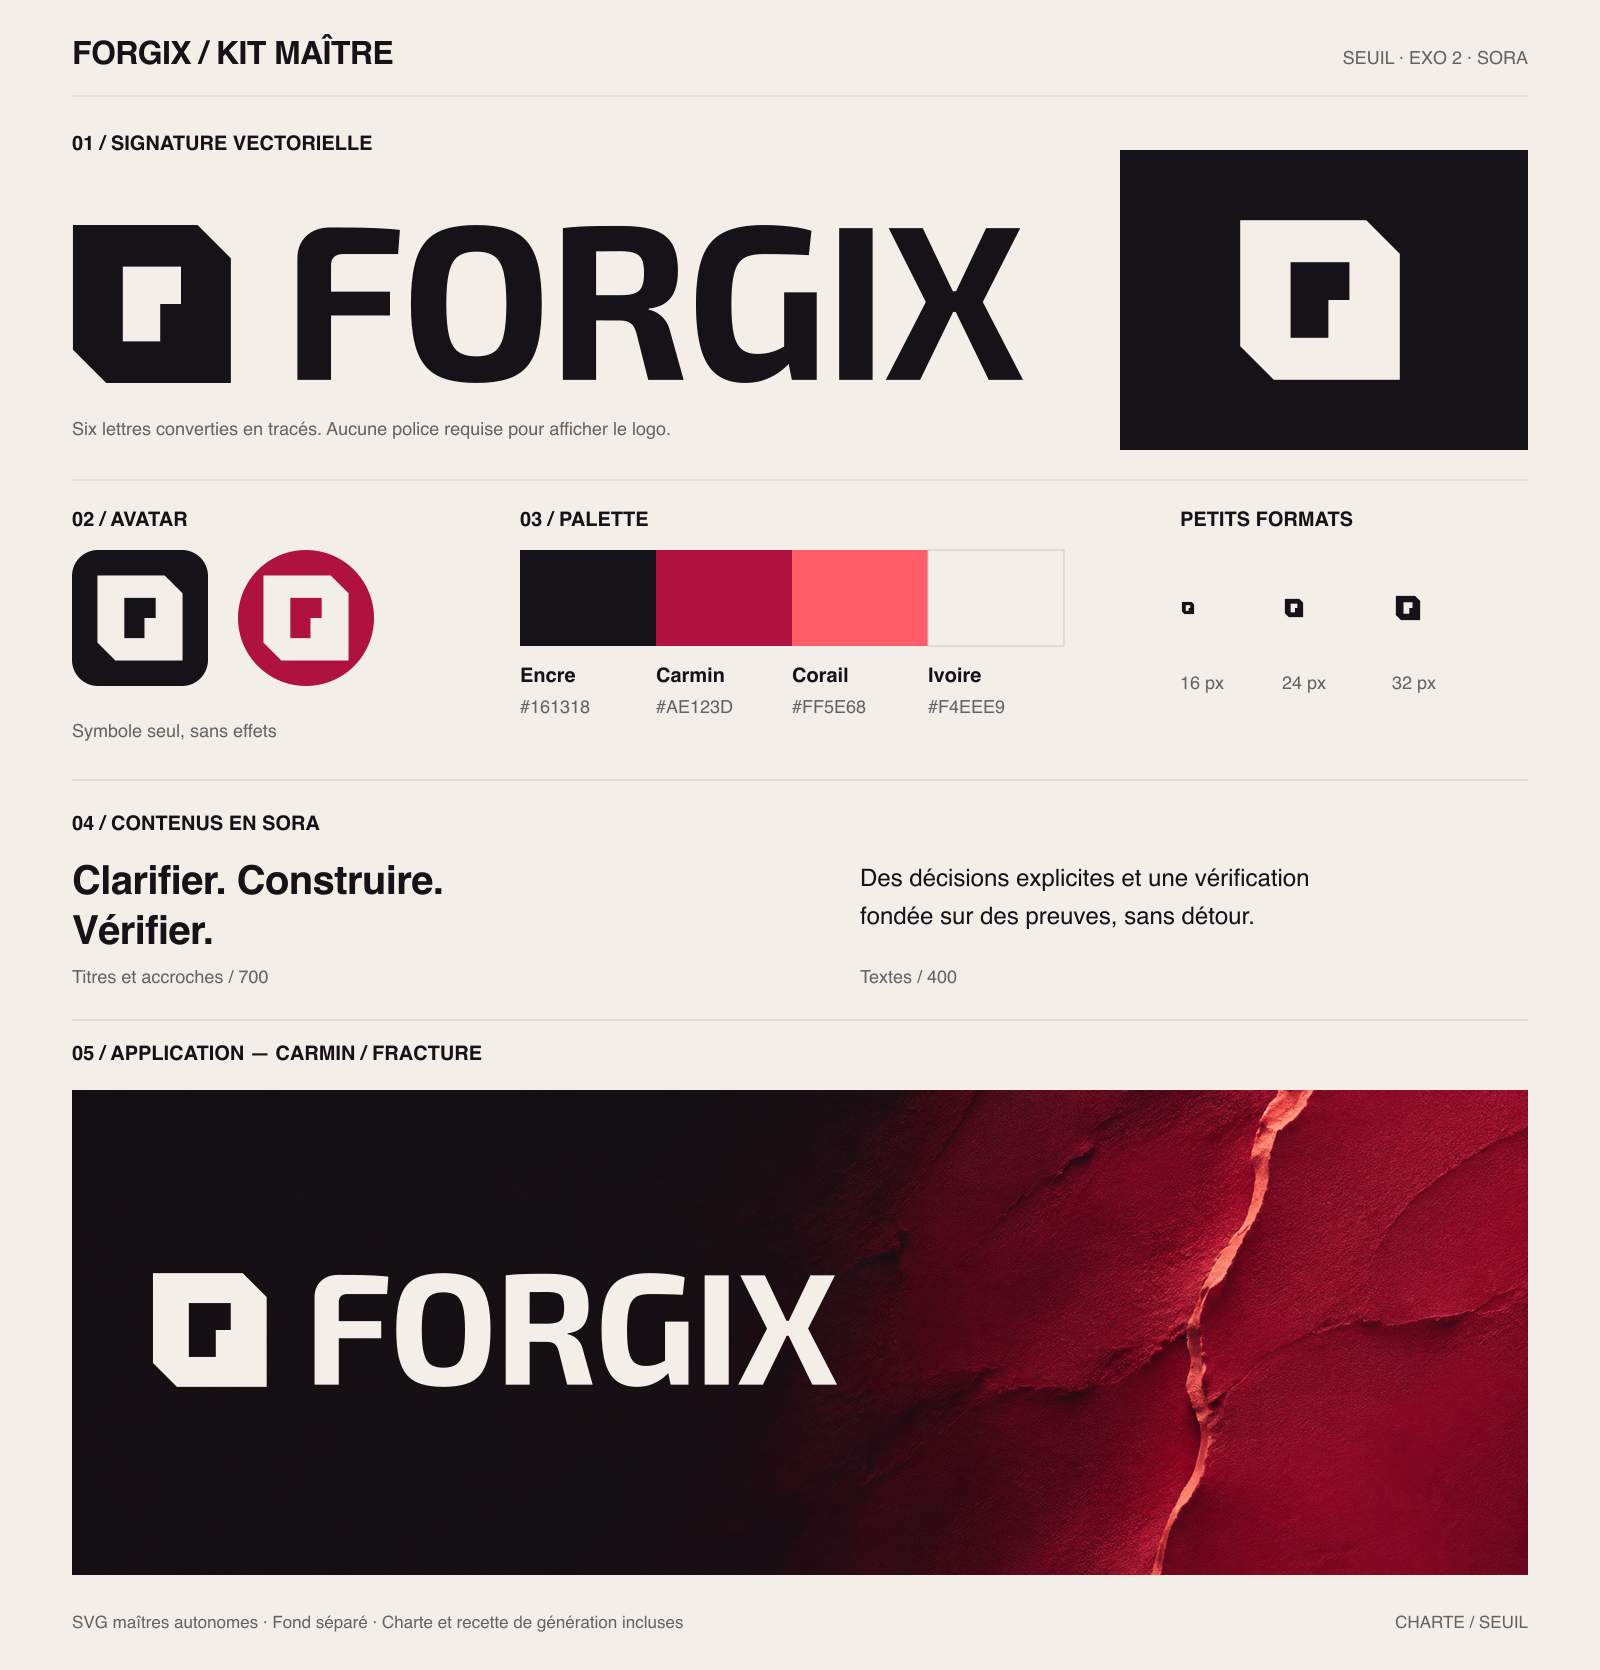 FORGIX / KIT MAÎTRE
SEUIL · EXO 2 · SORA
01 / SIGNATURE VECTORIELLE
FORGIX
Six lettres converties en tracés. Aucune police requise pour afficher le logo.
02 / AVATAR
Symbole seul, sans effets
03 / PALETTE
Encre
#161318
Carmin
#AE123D
Corail
#FF5E68
Ivoire
#F4EEE9
PETITS FORMATS
16 px
24 px
32 px
04 / CONTENUS EN SORA
Clarifier. Construire.
Vérifier.
Titres et accroches / 700
Des décisions explicites et une vérification
fondée sur des preuves, sans détour.
Textes / 400
05 / APPLICATION — CARMIN / FRACTURE
FORGIX
SVG maîtres autonomes · Fond séparé · Charte et recette de génération incluses
CHARTE / SEUIL